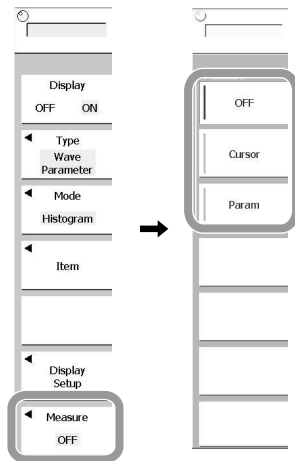 Display
OFF ON
Type
Wave
Parameter
Mode
Histogram
Item
Display
Setup
Measure
OFF
OFF
Cursor
Param